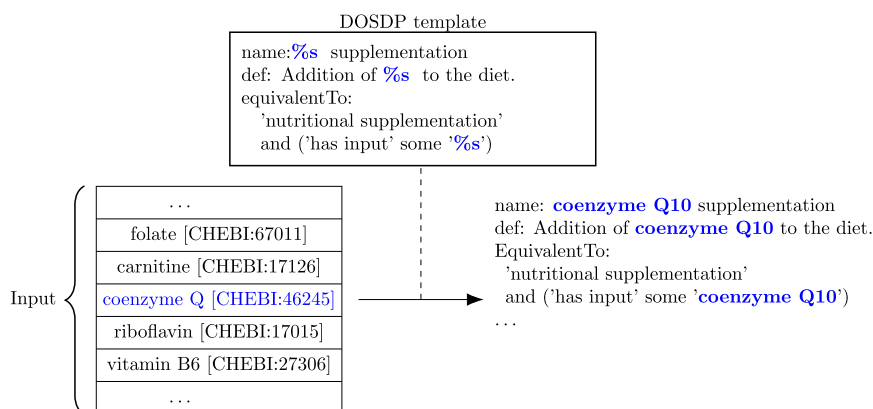 DOSDP template
name:%s supplementation
def: Addition of %s to the diet.
equivalentTo:
'nutritional supplementation'
and ('has input' some '%s')
Input
...
folate [CHEBI:67011]
carnitine [CHEBI:17126]
coenzyme Q [CHEBI:46245]
riboflavin [CHEBI:17015]
vitamin B6 [CHEBI:27306]
...
name: coenzyme Q10 supplementation
def: Addition of coenzyme Q10 to the diet.
EquivalentTo:
'nutritional supplementation'
and ('has input' some 'coenzyme Q10')
...